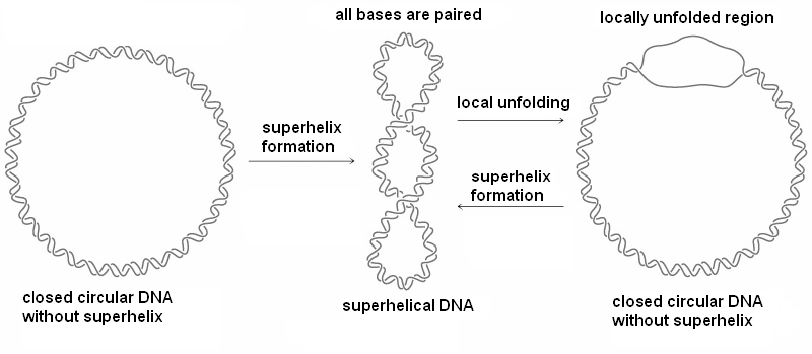 all bases are paired
locally unfolded region
superhelix
formation
local unfolding
superhelix
formation
closed circular DNA
without superhelix
superhelical DNA
closed circular DNA
without superhelix